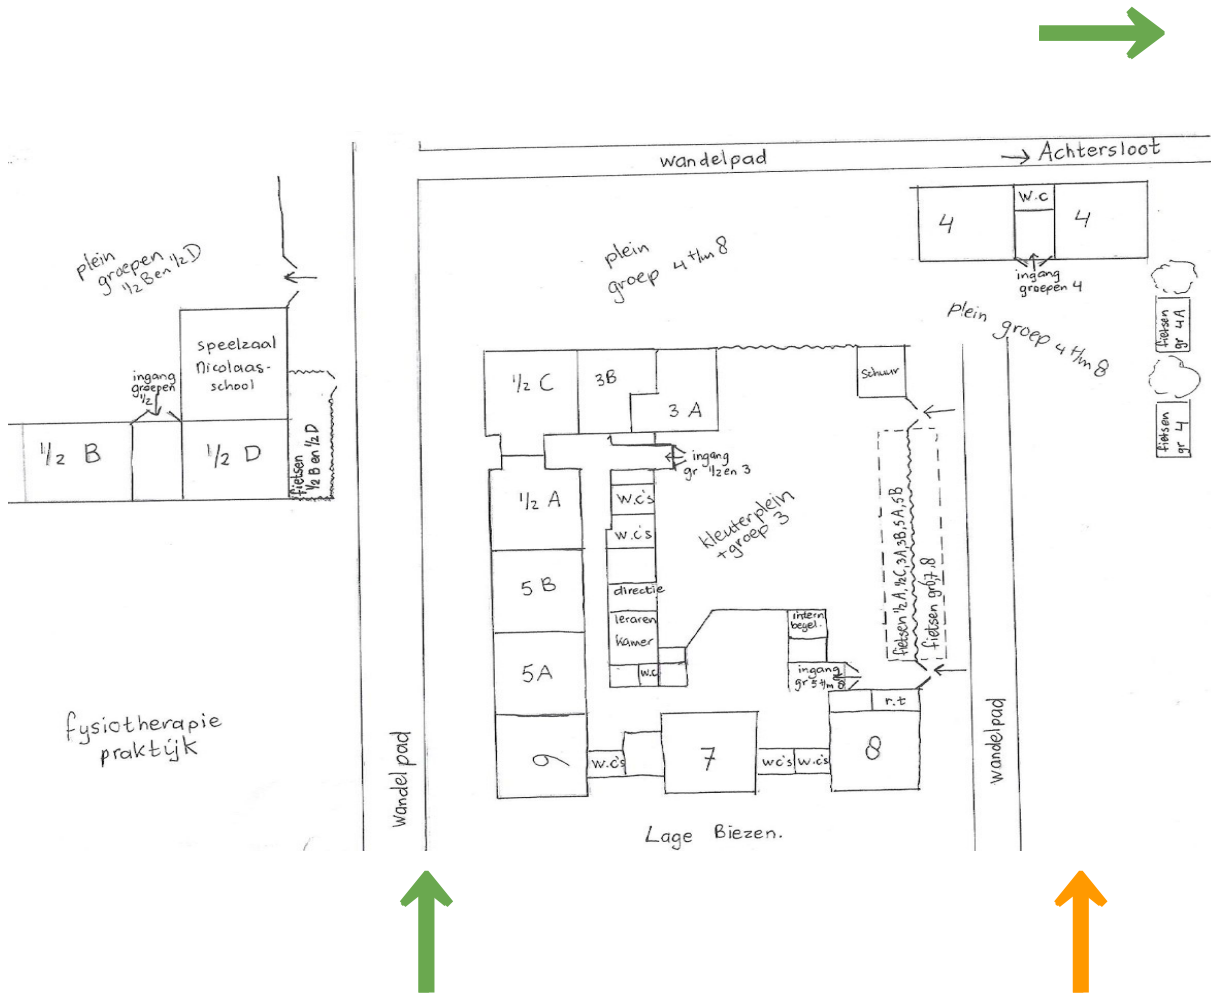 wandelpad
→ Achtersloot
4
w.c
4
ingang
groepen 4
plein
groepen
1/2 B en 1/2 D
plein
groep 4 t/m 8
plein groep 4 t/m 8
fietsen
gr 4A
fietsen
gr 4
speelzaal
Nicolaas-
school
ingang
groepen
1/2
1/2 B
1/2 D
fietsen
1/2 B en 1/2 D
1/2 C
3B
3 A
schuur
ingang
gr 1/2 en 3
1/2 A
w.c's
w.c's
kleuterplein
+ groep 3
5 B
directie
leraren
kamer
w.c
5 A
intern
begel.
ingang
gr 5 t/m 8
fietsen 1/2 A, 1/2 C, 3A, 3B, 5A, 5B
fietsen gr 6, 7, 8
r.t
6
w.c's
7
wc's
w.c's
8
fysiotherapie
praktijk
wandelpad
wandelpad
Lage Biezen.